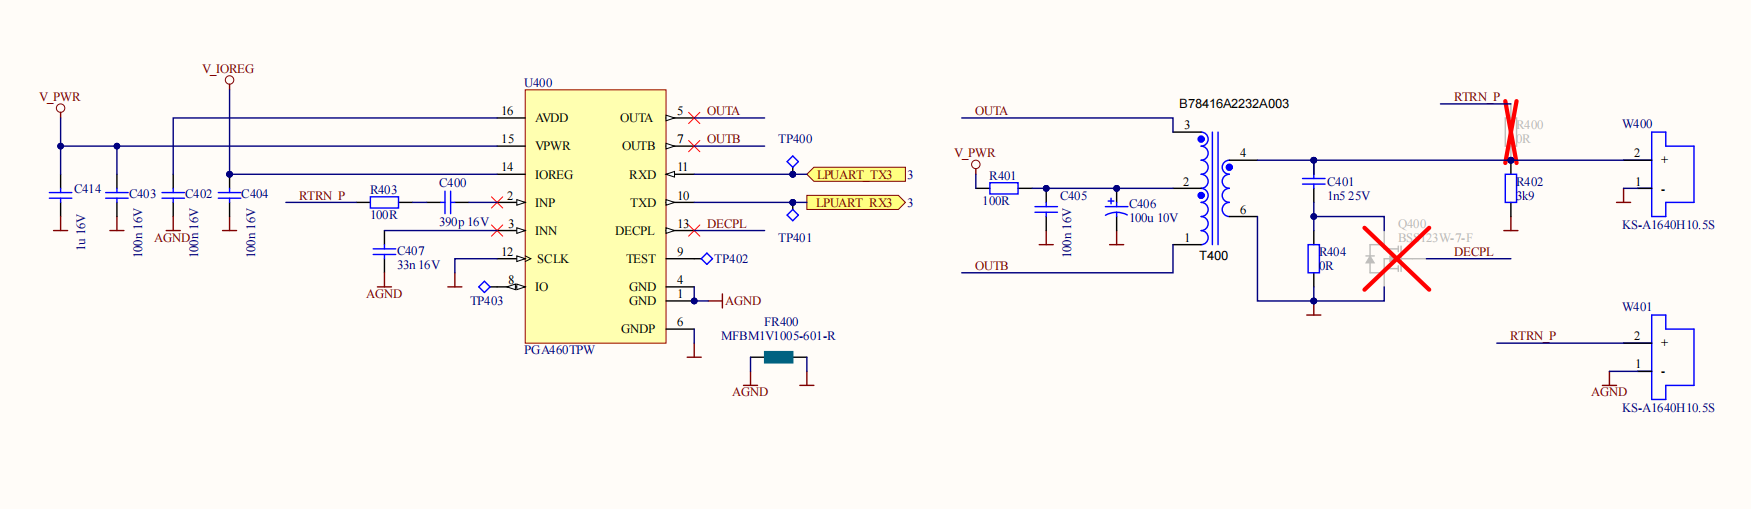 V_IOREG
V_PWR
U400
16 AVDD OUTA 5 OUTA
15 VPWR OUTB 7 OUTB
TP400
14 IOREG RXD 11 LPUART_TX3 3
2 INP TXD 10 LPUART_RX3 3
3 INN DECPL 13 DECPL
TP401
12 SCLK TEST 9 TP402
8 IO GND 4
TP403
GND 1 AGND
GNDP 6
PGA460TPW
C414
1u 16V
C403
100n 16V
C402
100n 16V
AGND
C404
100n 16V
RTRN_P
R403
100R
C400
390p 16V
C407
33n 16V
AGND
FR400
MFBM1V1005-601-R
AGND
OUTA
V_PWR
R401
100R
C405
100n 16V
+
C406
100u 10V
OUTB
B78416A2232A003
3
2
1
4
6
T400
C401
1n5 25V
R404
0R
Q400
BSS123W-7-F
DECPL
RTRN_P
R400
0R
R402
3k9
W400
2 +
1 -
KS-A1640H10.5S
W401
RTRN_P
2 +
1 -
AGND
KS-A1640H10.5S